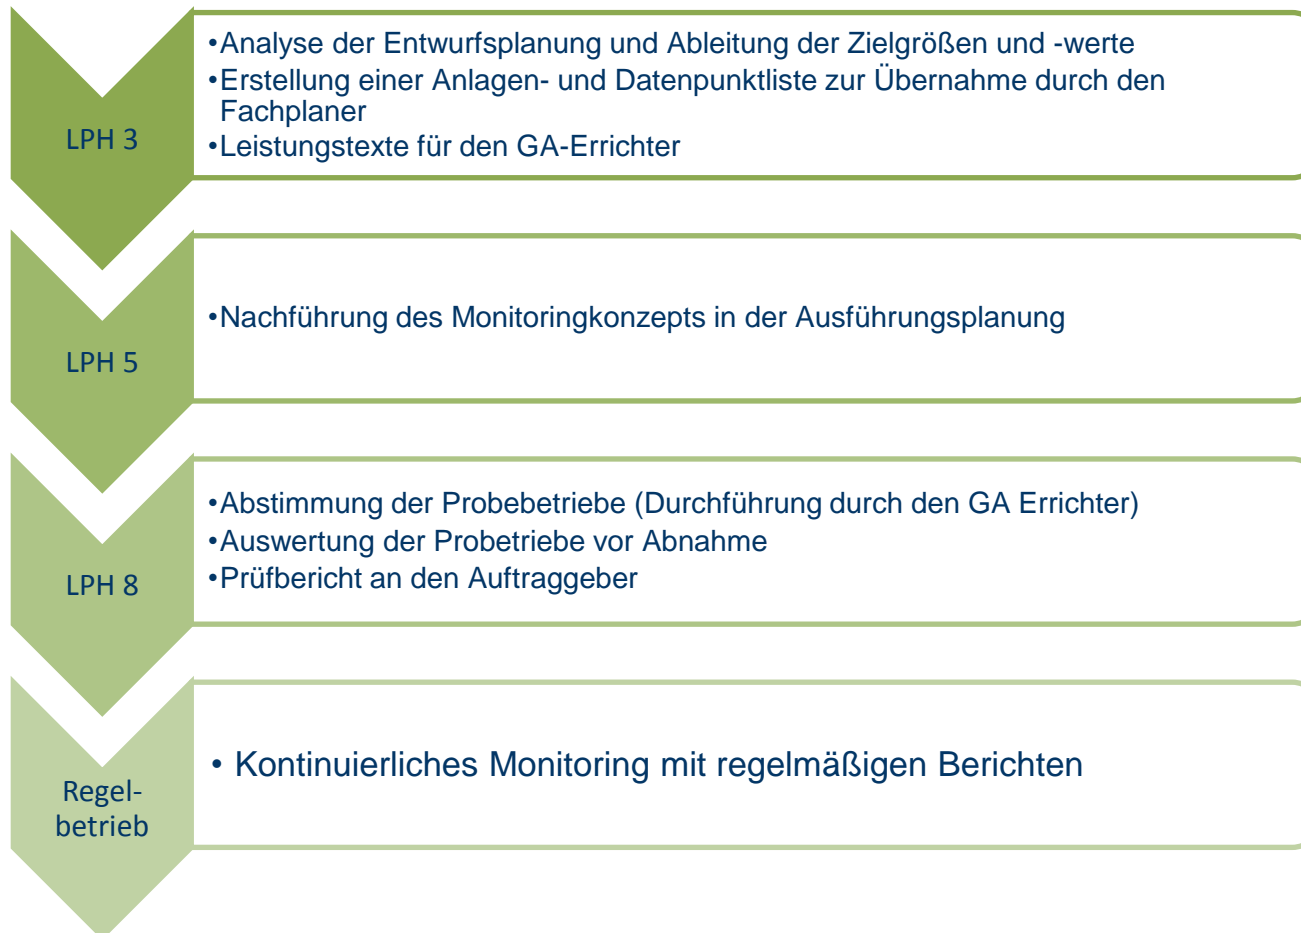 LPH 3
•Analyse der Entwurfsplanung und Ableitung der Zielgrößen und -werte
•Erstellung einer Anlagen- und Datenpunktliste zur Übernahme durch den
Fachplaner
•Leistungstexte für den GA-Errichter
LPH 5
•Nachführung des Monitoringkonzepts in der Ausführungsplanung
LPH 8
•Abstimmung der Probebetriebe (Durchführung durch den GA Errichter)
•Auswertung der Probetriebe vor Abnahme
•Prüfbericht an den Auftraggeber
Regel-
betrieb
• Kontinuierliches Monitoring mit regelmäßigen Berichten